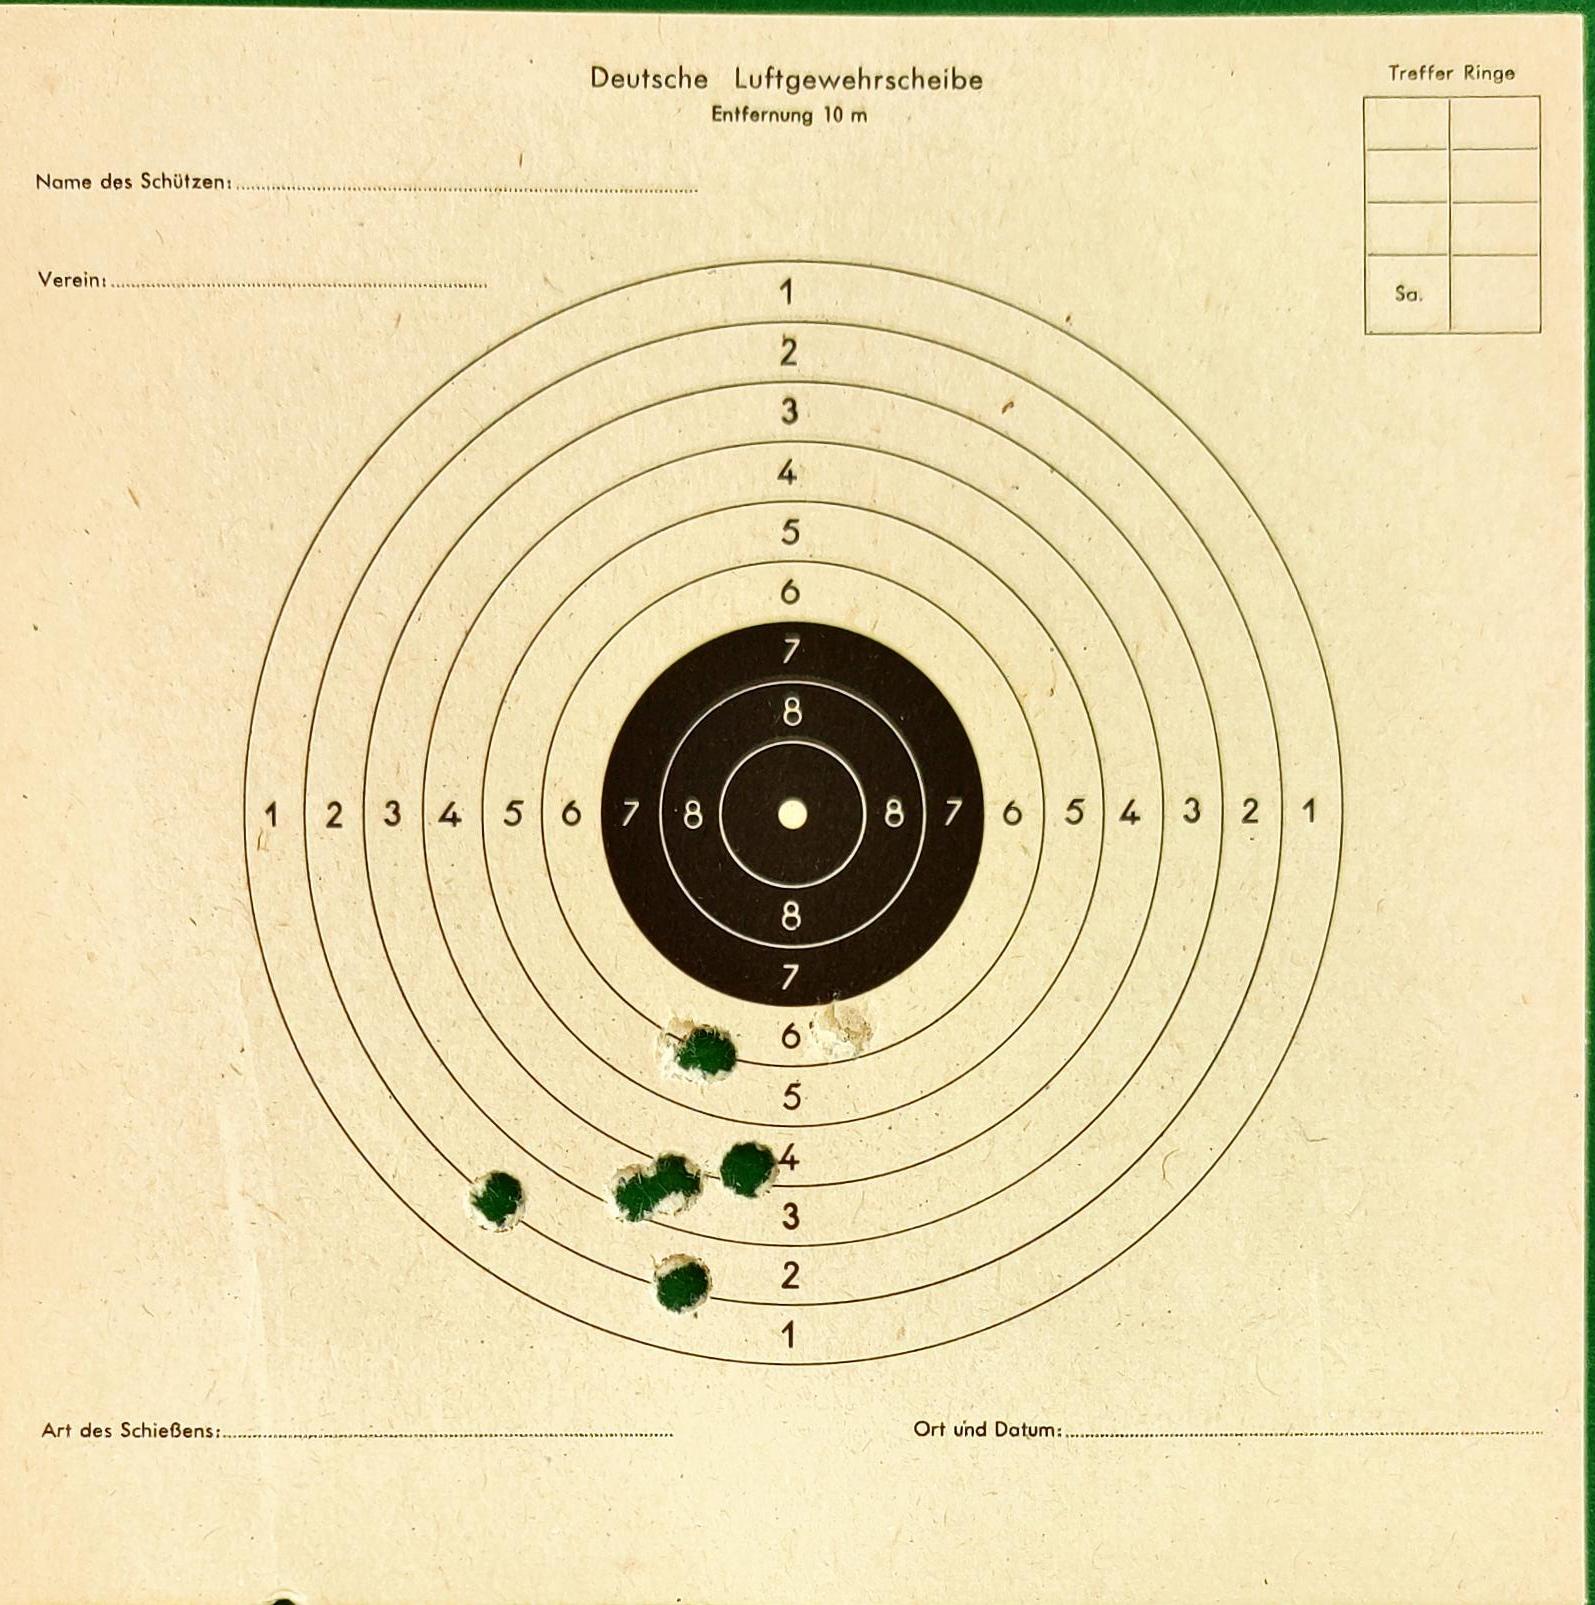 Deutsche Luftgewehrscheibe
Entfernung 10 m
Treffer Ringe
Name des Schützen:
Sa.
Verein:
1
2
3
4
5
6
7
8
1 2 3 4 5 6 7 8 8 7 6 5 4 3 2 1
8
7
6
5
4
3
2
1
Art des Schießens:
Ort und Datum: